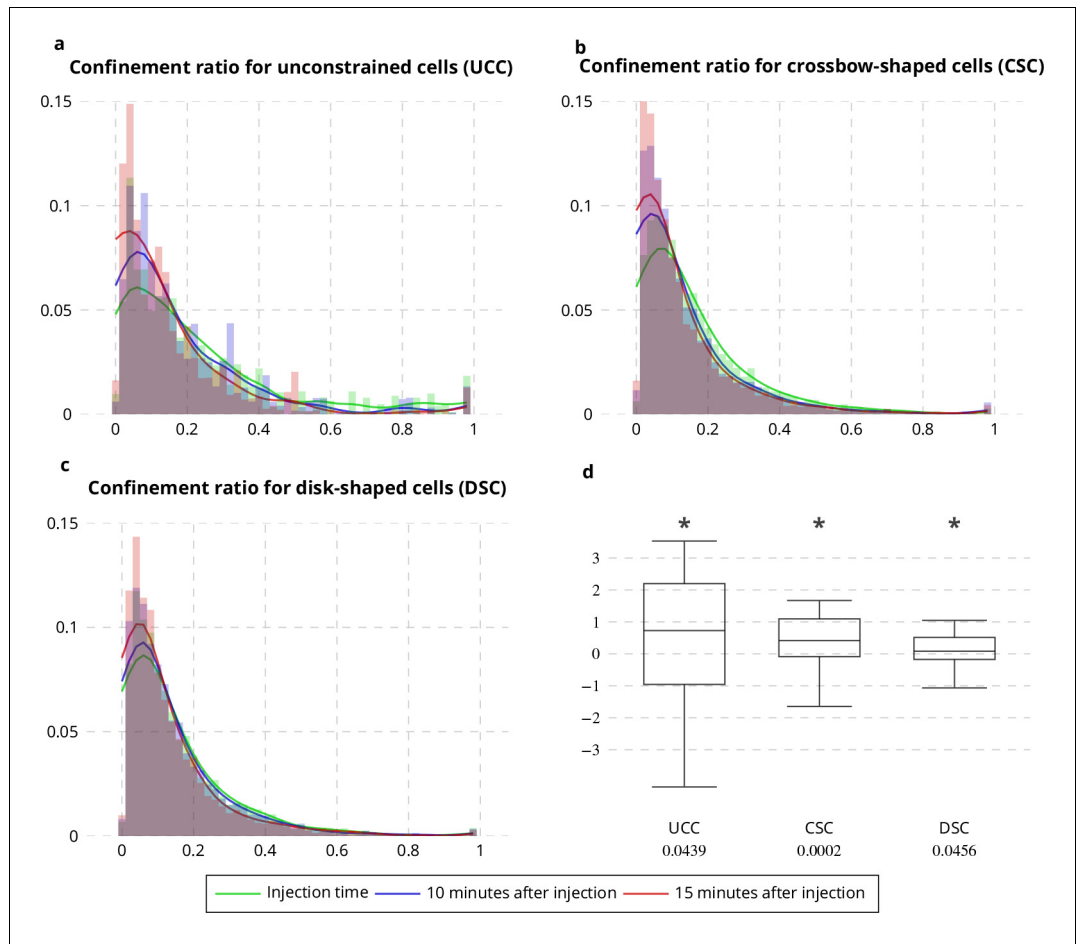 a
Confinement ratio for unconstrained cells (UCC)
0.15
0.1
0.05
0
0 0.2 0.4 0.6 0.8 1
b
Confinement ratio for crossbow-shaped cells (CSC)
0.15
0.1
0.05
0
0 0.2 0.4 0.6 0.8 1
c
Confinement ratio for disk-shaped cells (DSC)
0.15
0.1
0.05
0
0 0.2 0.4 0.6 0.8 1
d
* * *
3
2
1
0
−1
−2
−3
UCC CSC DSC
0.0439 0.0002 0.0456
Injection time 10 minutes after injection 15 minutes after injection